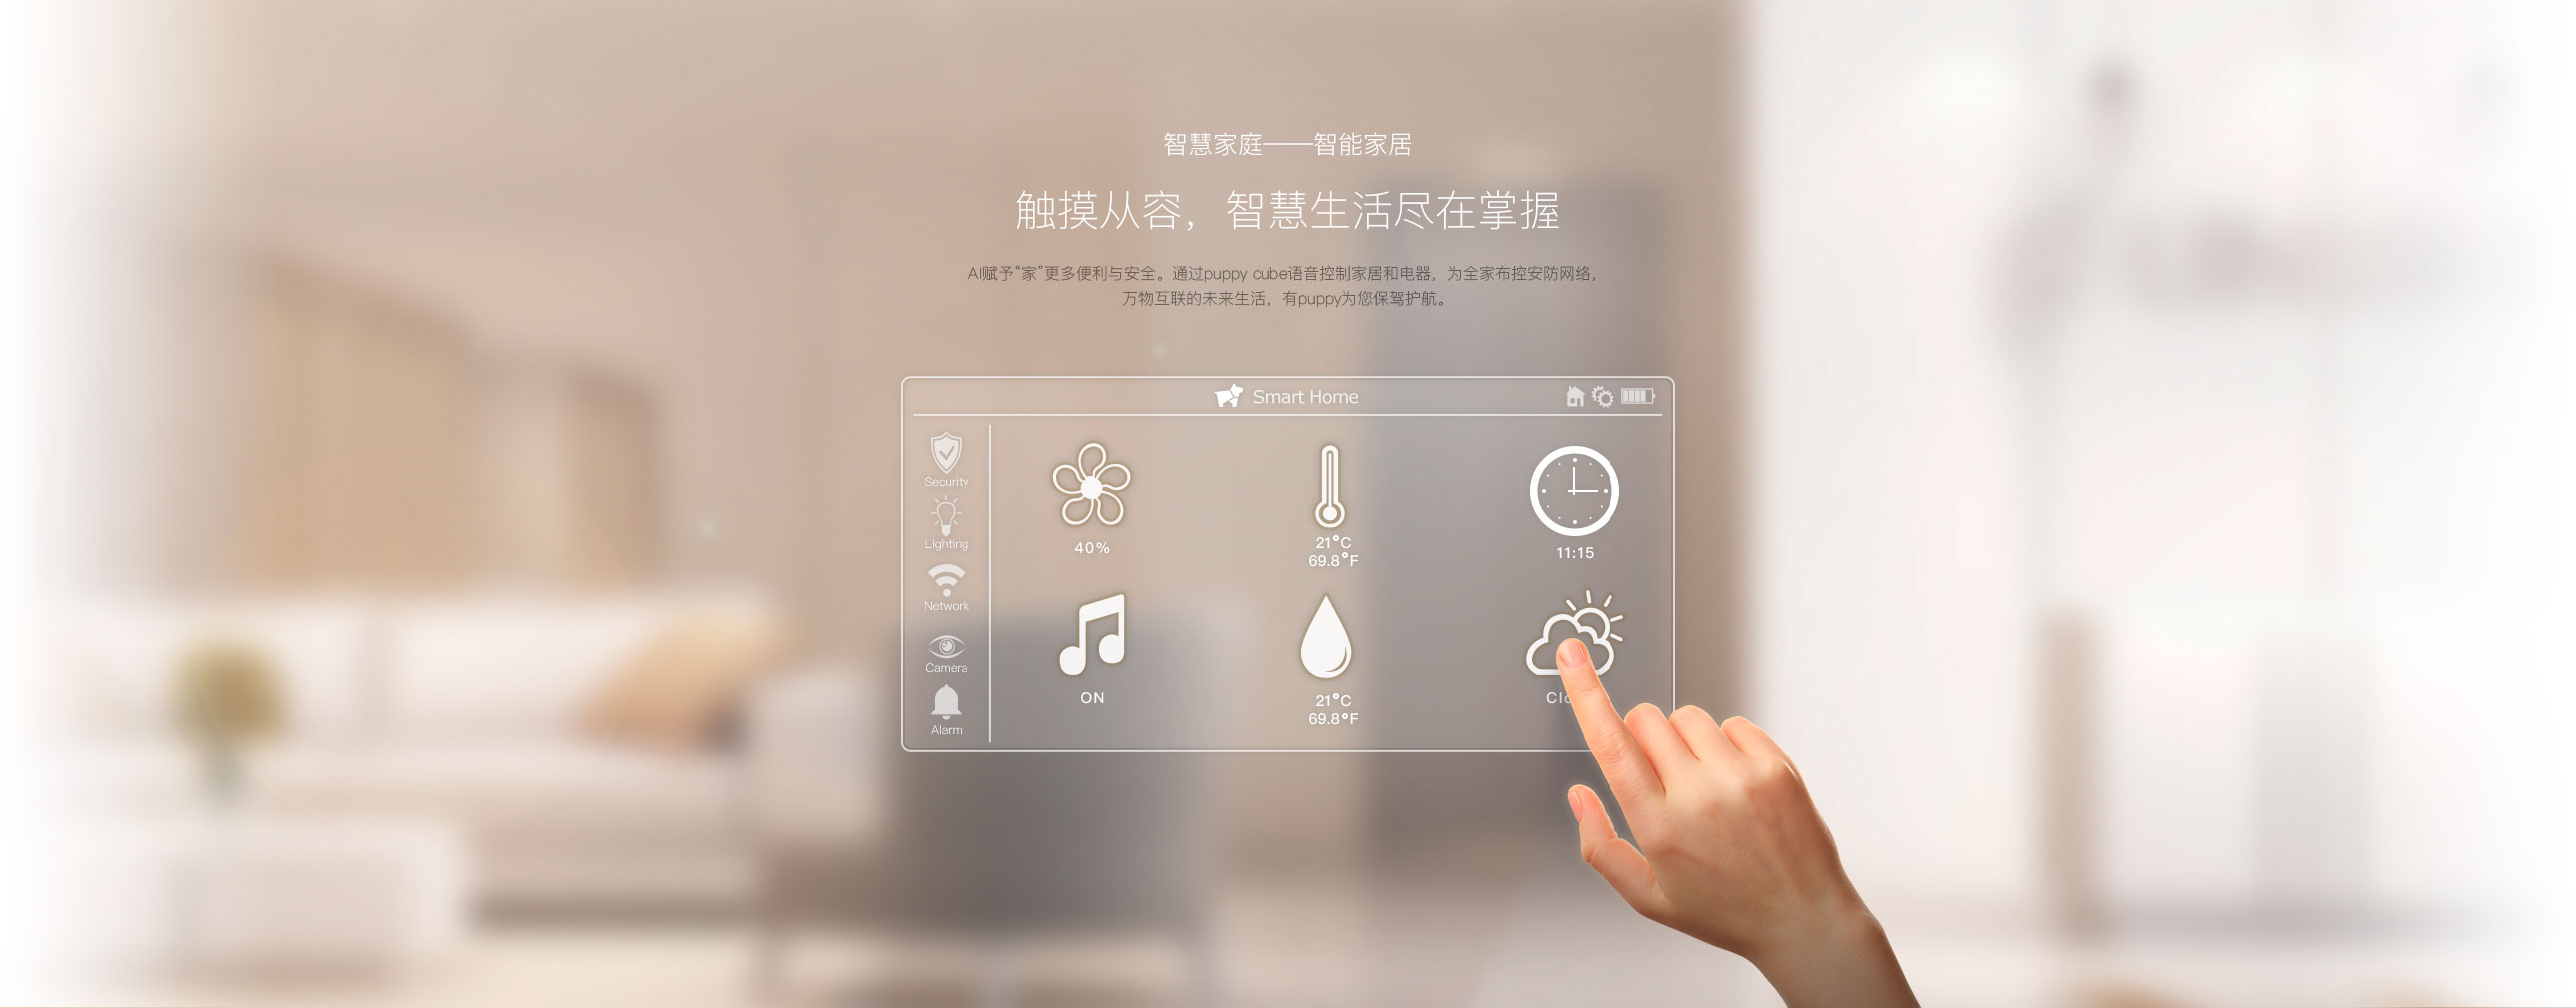 智慧家庭——智能家居
触摸从容，智慧生活尽在掌握
AI赋予“家”更多便利与安全。通过puppy cube语音控制家居和电器，为全家布控安防网络，
万物互联的未来生活，有puppy为您保驾护航。
Smart Home
Security
Lighting
Network
Camera
Alarm
40%
21°C
69.8°F
11:15
ON
21°C
69.8°F